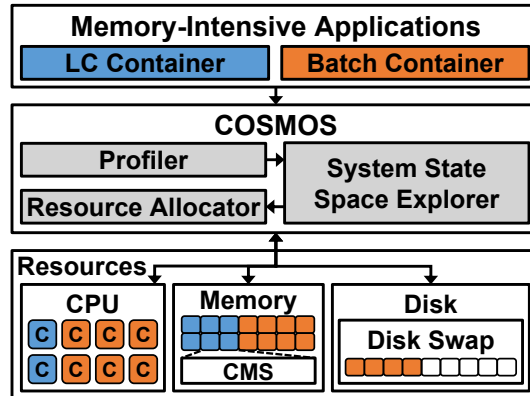 Memory-Intensive Applications
LC Container
Batch Container
COSMOS
Profiler
System State
Space Explorer
Resource Allocator
Resources
CPU
C C C C
C C C C
Memory
CMS
Disk
Disk Swap